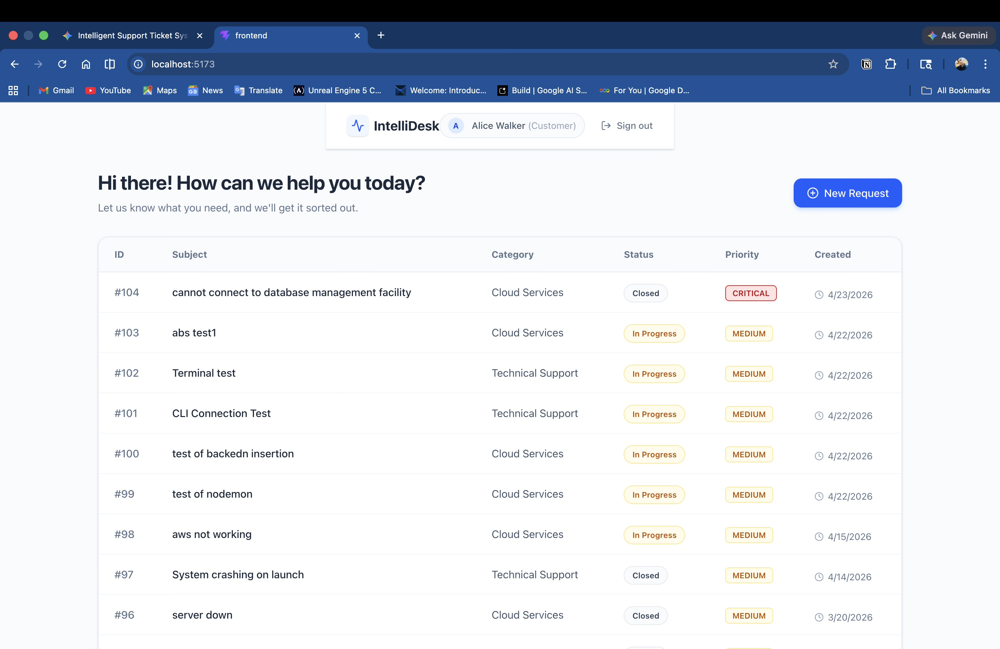 Intelligent Support Ticket Sys
frontend
Ask Gemini
localhost:5173
Gmail YouTube Maps News Translate Unreal Engine 5 C... Welcome: Introduc... Build | Google AI S... For You | Google D... All Bookmarks
IntelliDesk A Alice Walker (Customer) Sign out
Hi there! How can we help you today?
Let us know what you need, and we'll get it sorted out.
New Request
ID Subject Category Status Priority Created
#104 cannot connect to database management facility Cloud Services Closed CRITICAL 4/23/2026
#103 abs test1 Cloud Services In Progress MEDIUM 4/22/2026
#102 Terminal test Technical Support In Progress MEDIUM 4/22/2026
#101 CLI Connection Test Technical Support In Progress MEDIUM 4/22/2026
#100 test of backedn insertion Cloud Services In Progress MEDIUM 4/22/2026
#99 test of nodemon Cloud Services In Progress MEDIUM 4/22/2026
#98 aws not working Cloud Services In Progress MEDIUM 4/15/2026
#97 System crashing on launch Technical Support Closed MEDIUM 4/14/2026
#96 server down Cloud Services Closed MEDIUM 3/20/2026